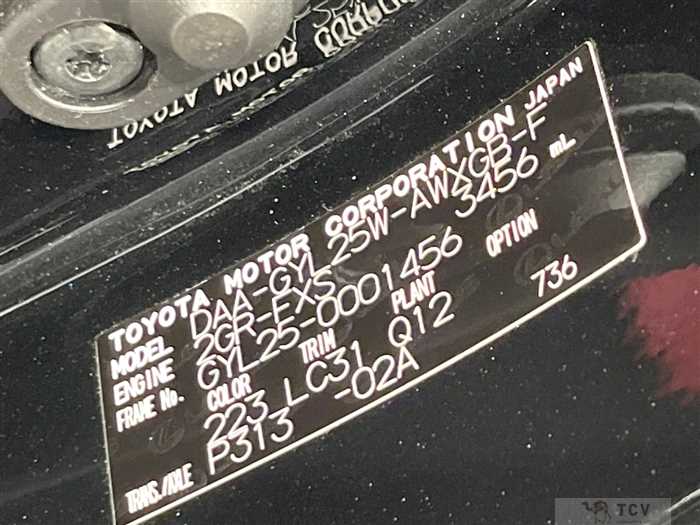 TOYOTA MOTOR CORPORATION JAPAN
MODEL DAA-GYL25W-AWXGB-F
ENGINE 2GR-FXS 3456 mL
FRAME No. GYL25-0001456
COLOR TRIM PLANT OPTION
223 LC31 Q12 736
TRANS./AXLE P313 -02A
TCV